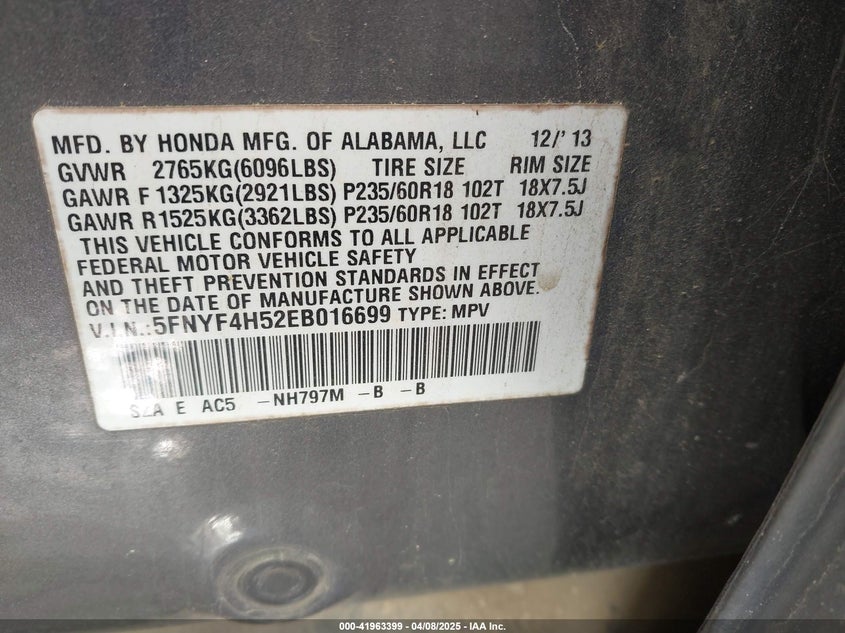 MFD. BY HONDA MFG. OF ALABAMA, LLC 12/'13
GVWR 2765KG(6096LBS) TIRE SIZE RIM SIZE
GAWR F 1325KG(2921LBS) P235/60R18 102T 18X7.5J
GAWR R1525KG(3362LBS) P235/60R18 102T 18X7.5J
THIS VEHICLE CONFORMS TO ALL APPLICABLE
FEDERAL MOTOR VEHICLE SAFETY
AND THEFT PREVENTION STANDARDS IN EFFECT
ON THE DATE OF MANUFACTURE SHOWN ABOVE.
V.I.N.:5FNYF4H52EB016699 TYPE: MPV
SZA E AC5 -NH797M -B -B
000-41963399 04/08/2025 - IAA Inc.